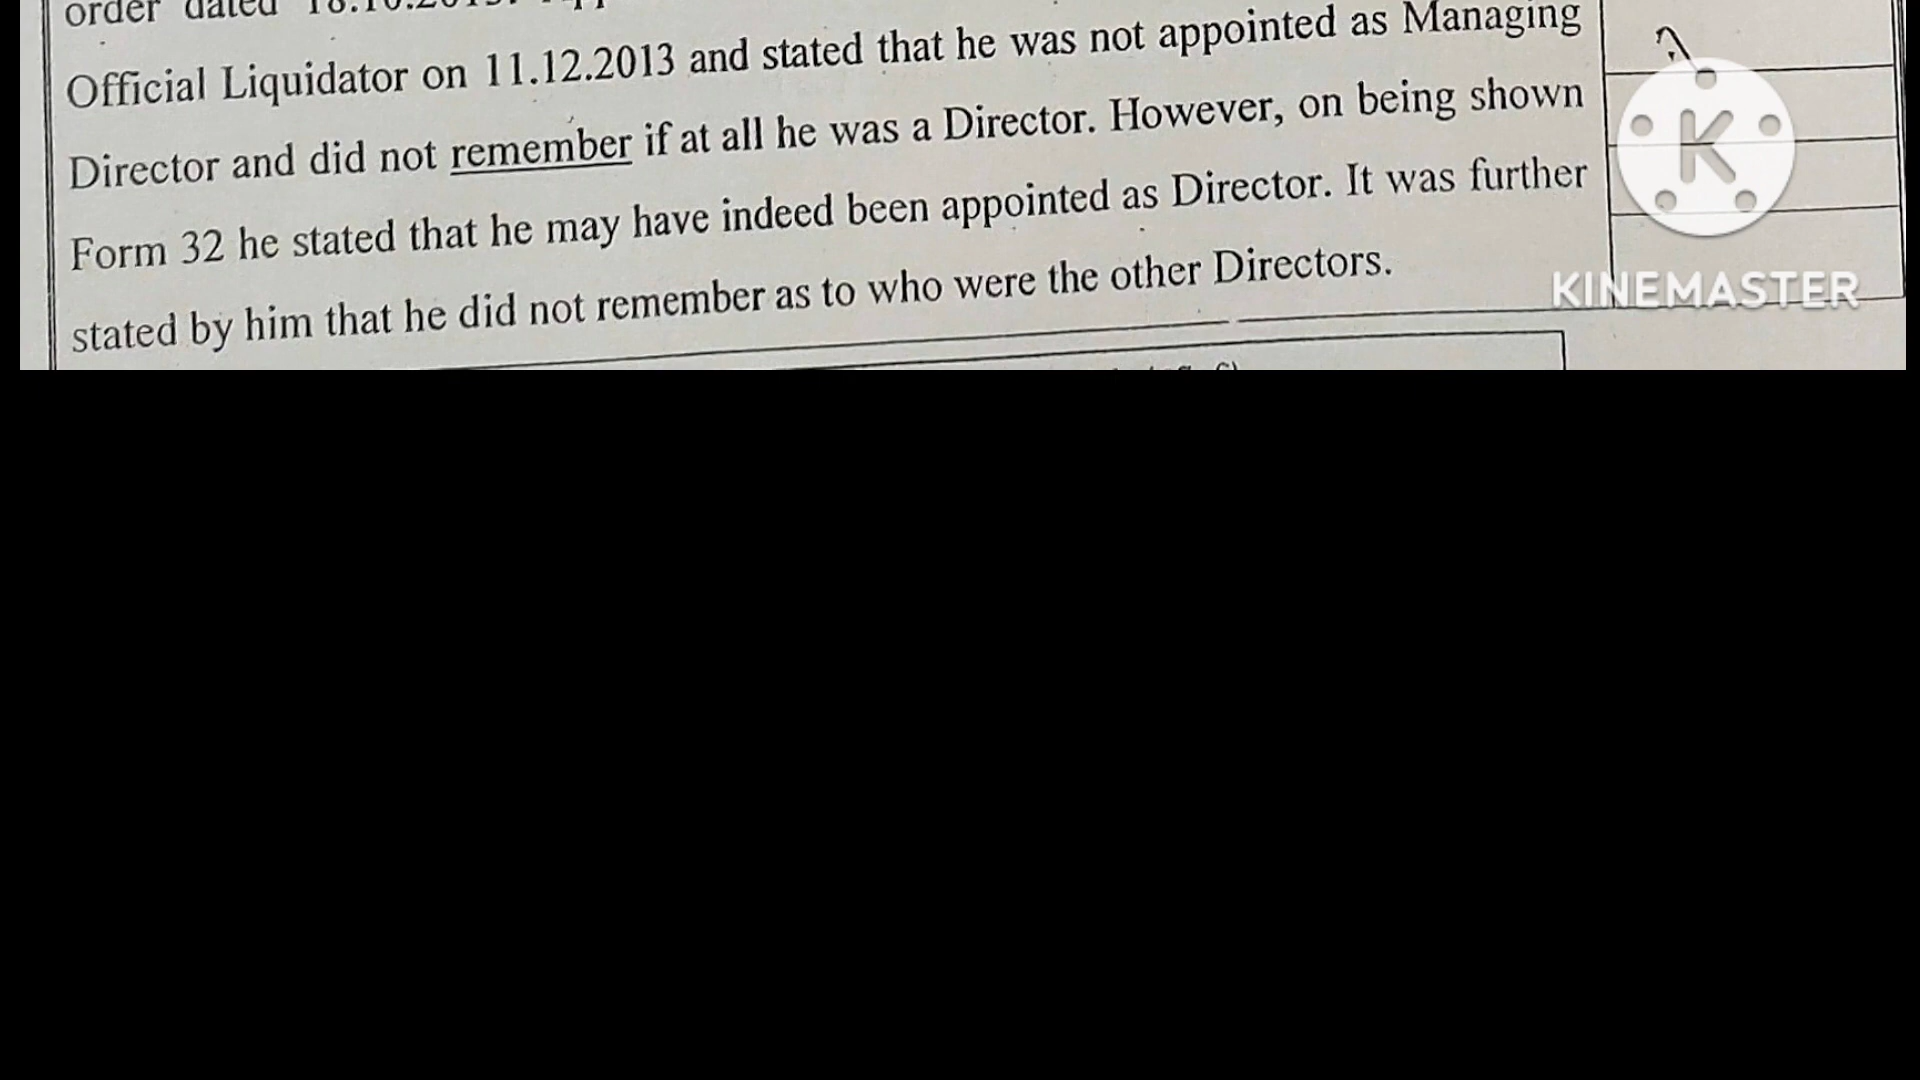 order dated
Official Liquidator on 11.12.2013 and stated that he was not appointed as Managing
Director and did not remember if at all he was a Director. However, on being shown
Form 32 he stated that he may have indeed been appointed as Director. It was further
stated by him that he did not remember as to who were the other Directors.
K
KINEMASTER